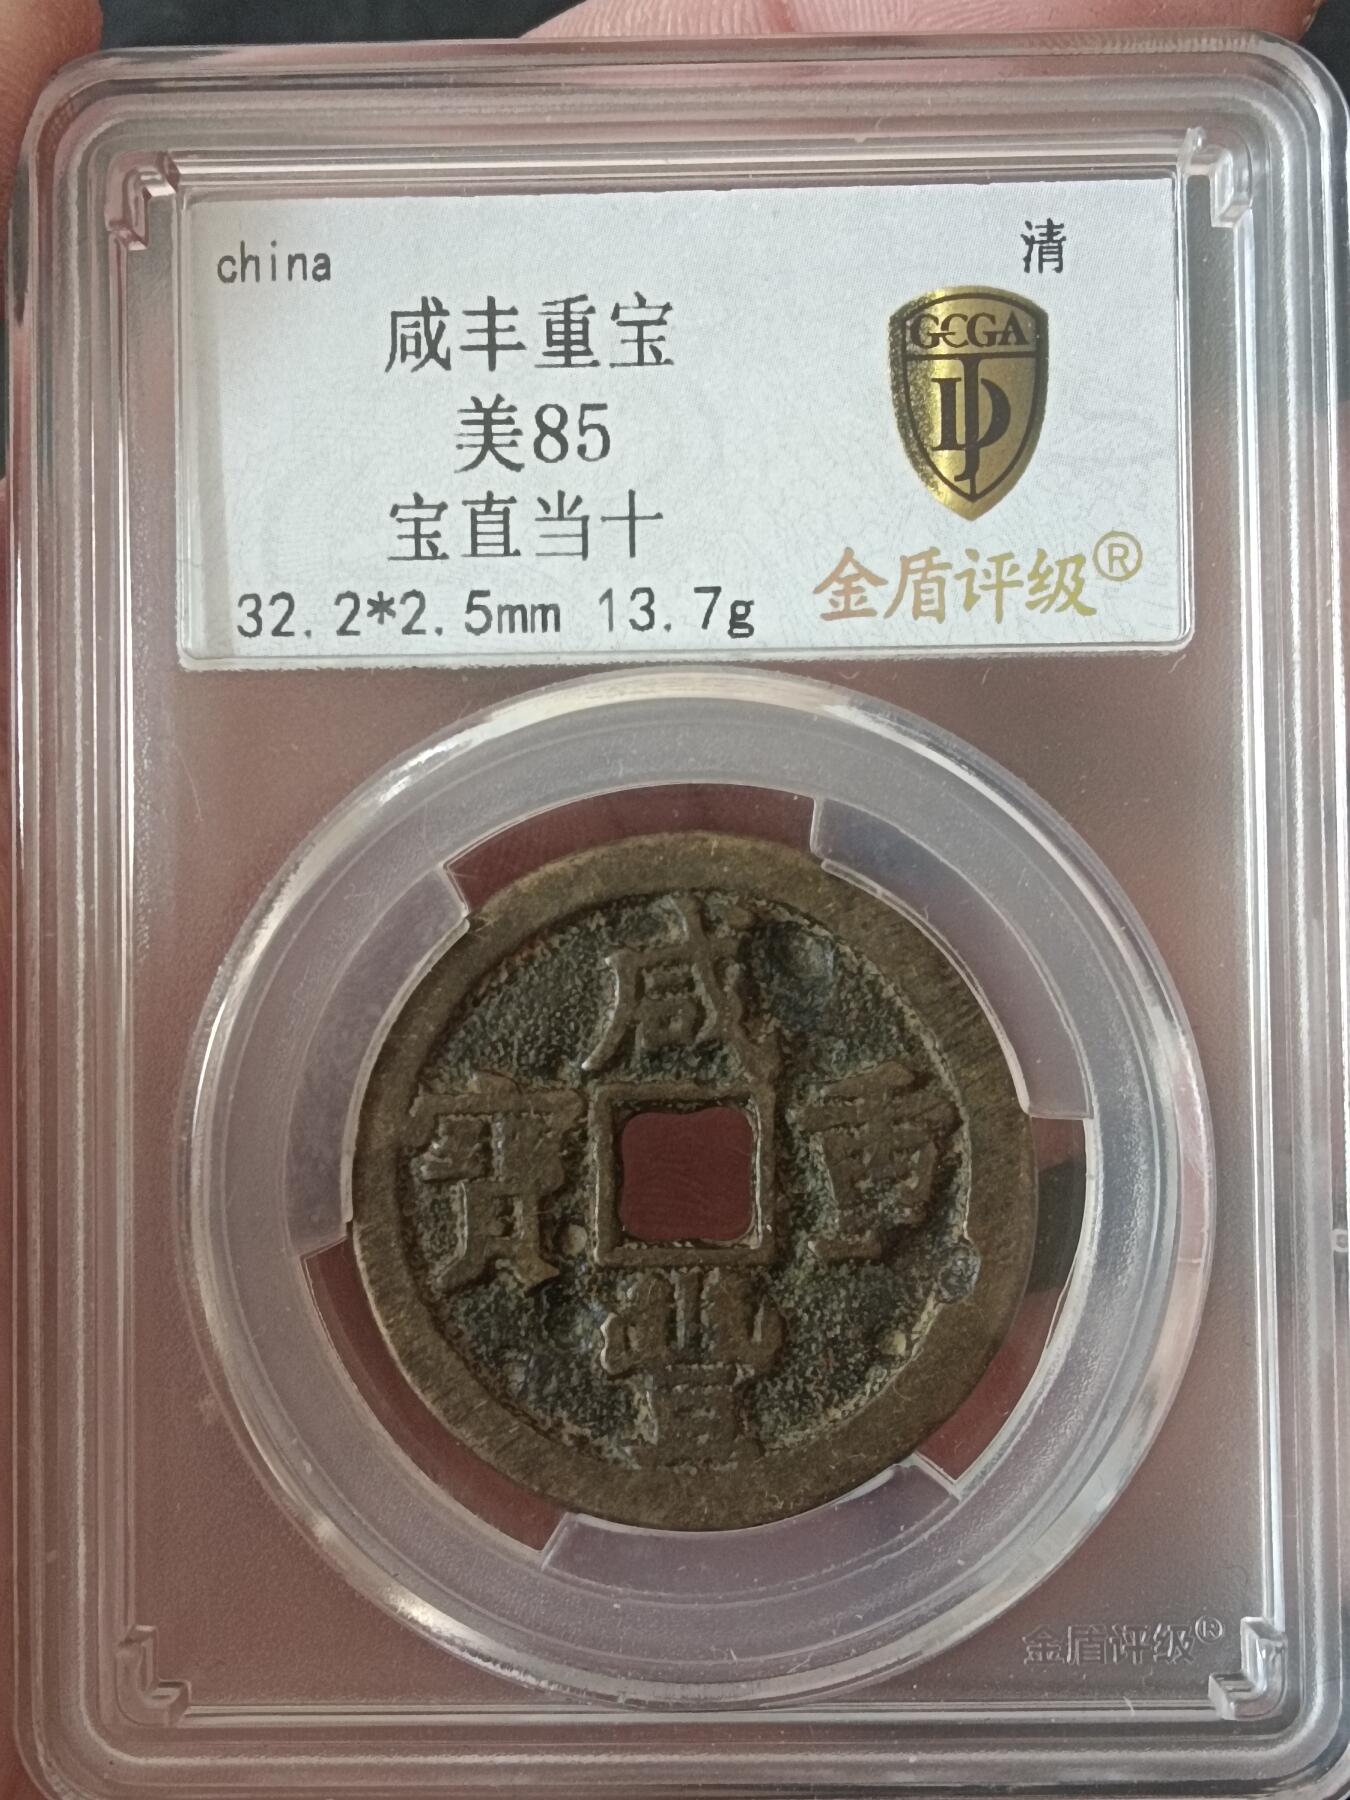 china
清
咸丰重宝
美85
宝直当十
32.2*2.5mm 13.7g
GCGA
金盾评级®
咸
重
寶
豐
金盾评级®